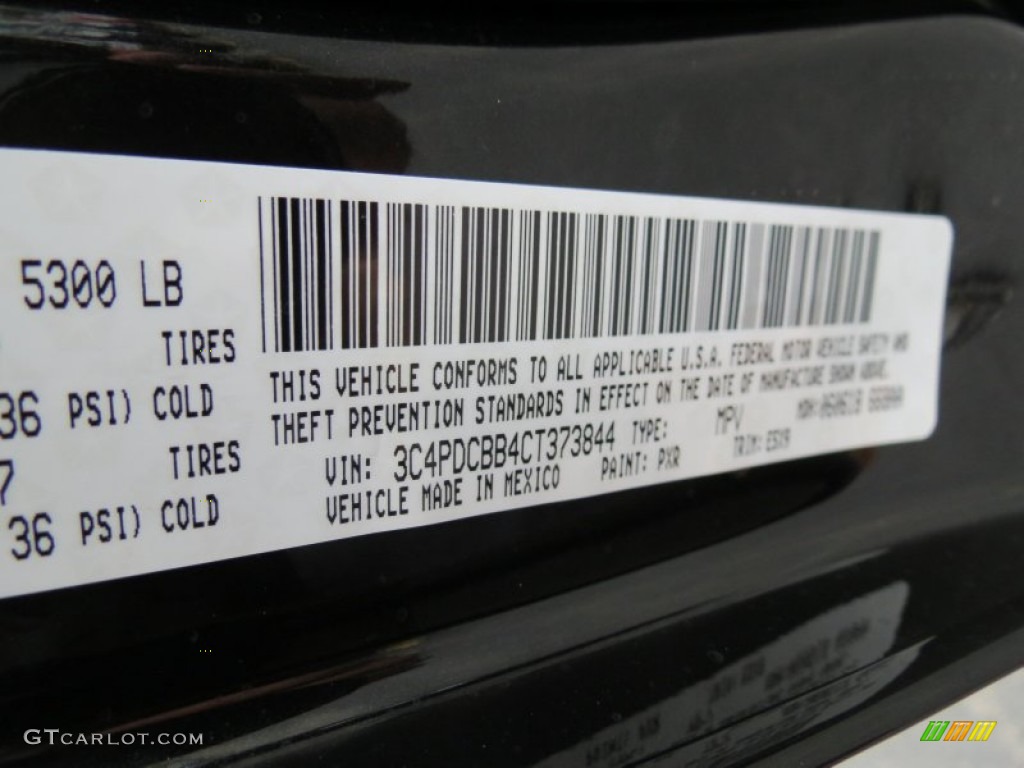 5300 LB
TIRES
36 PSI) COLD
7 TIRES
36 PSI) COLD
THIS VEHICLE CONFORMS TO ALL APPLICABLE U.S.A. FEDERAL MOTOR VEHICLE SAFETY AND
THEFT PREVENTION STANDARDS IN EFFECT ON THE DATE OF MANUFACTURE SHOWN ABOVE.
VIN: 3C4PDCBB4CT373844 TYPE: MPV MDH:
VEHICLE MADE IN MEXICO PAINT: PXR TRIM:
GTCARLOT.COM